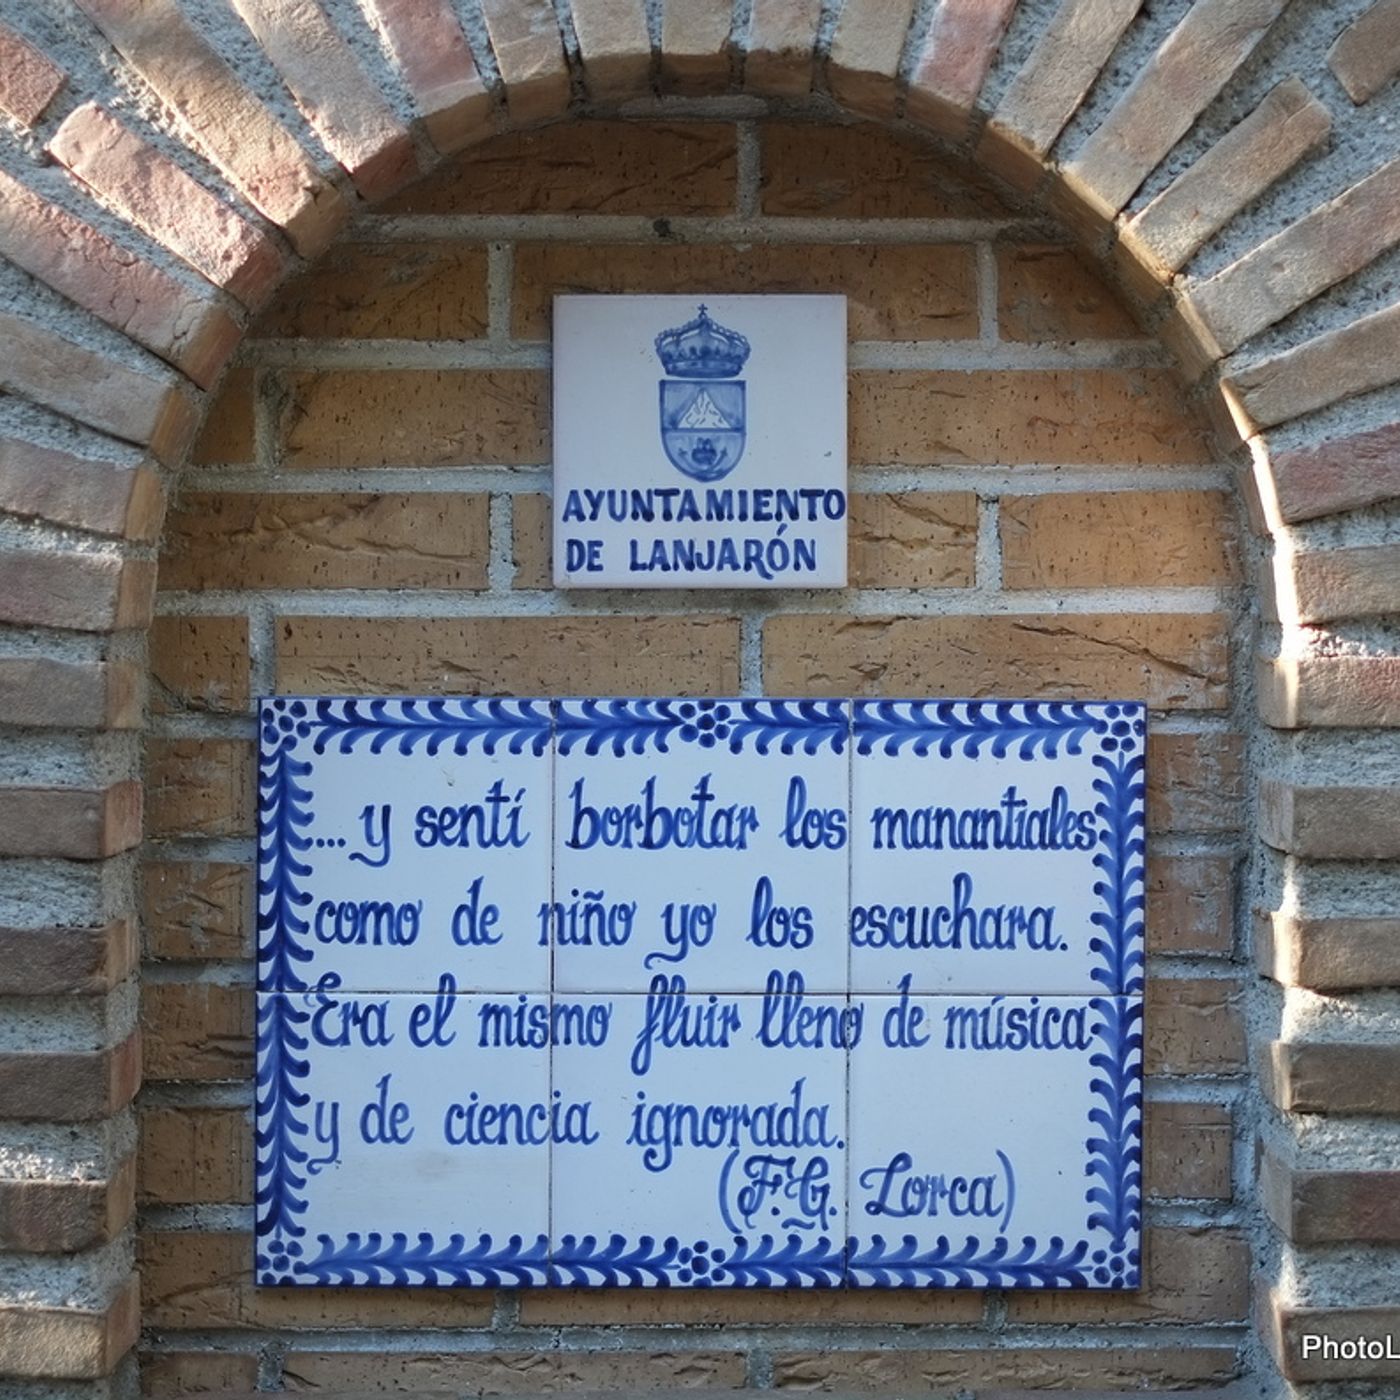 AYUNTAMIENTO
DE LANJARÓN
...y sentí borbotar los manantiales
como de niño yo los escuchara.
Era el mismo fluir lleno de música
y de ciencia ignorada.
(F.G. Lorca)
PhotoL